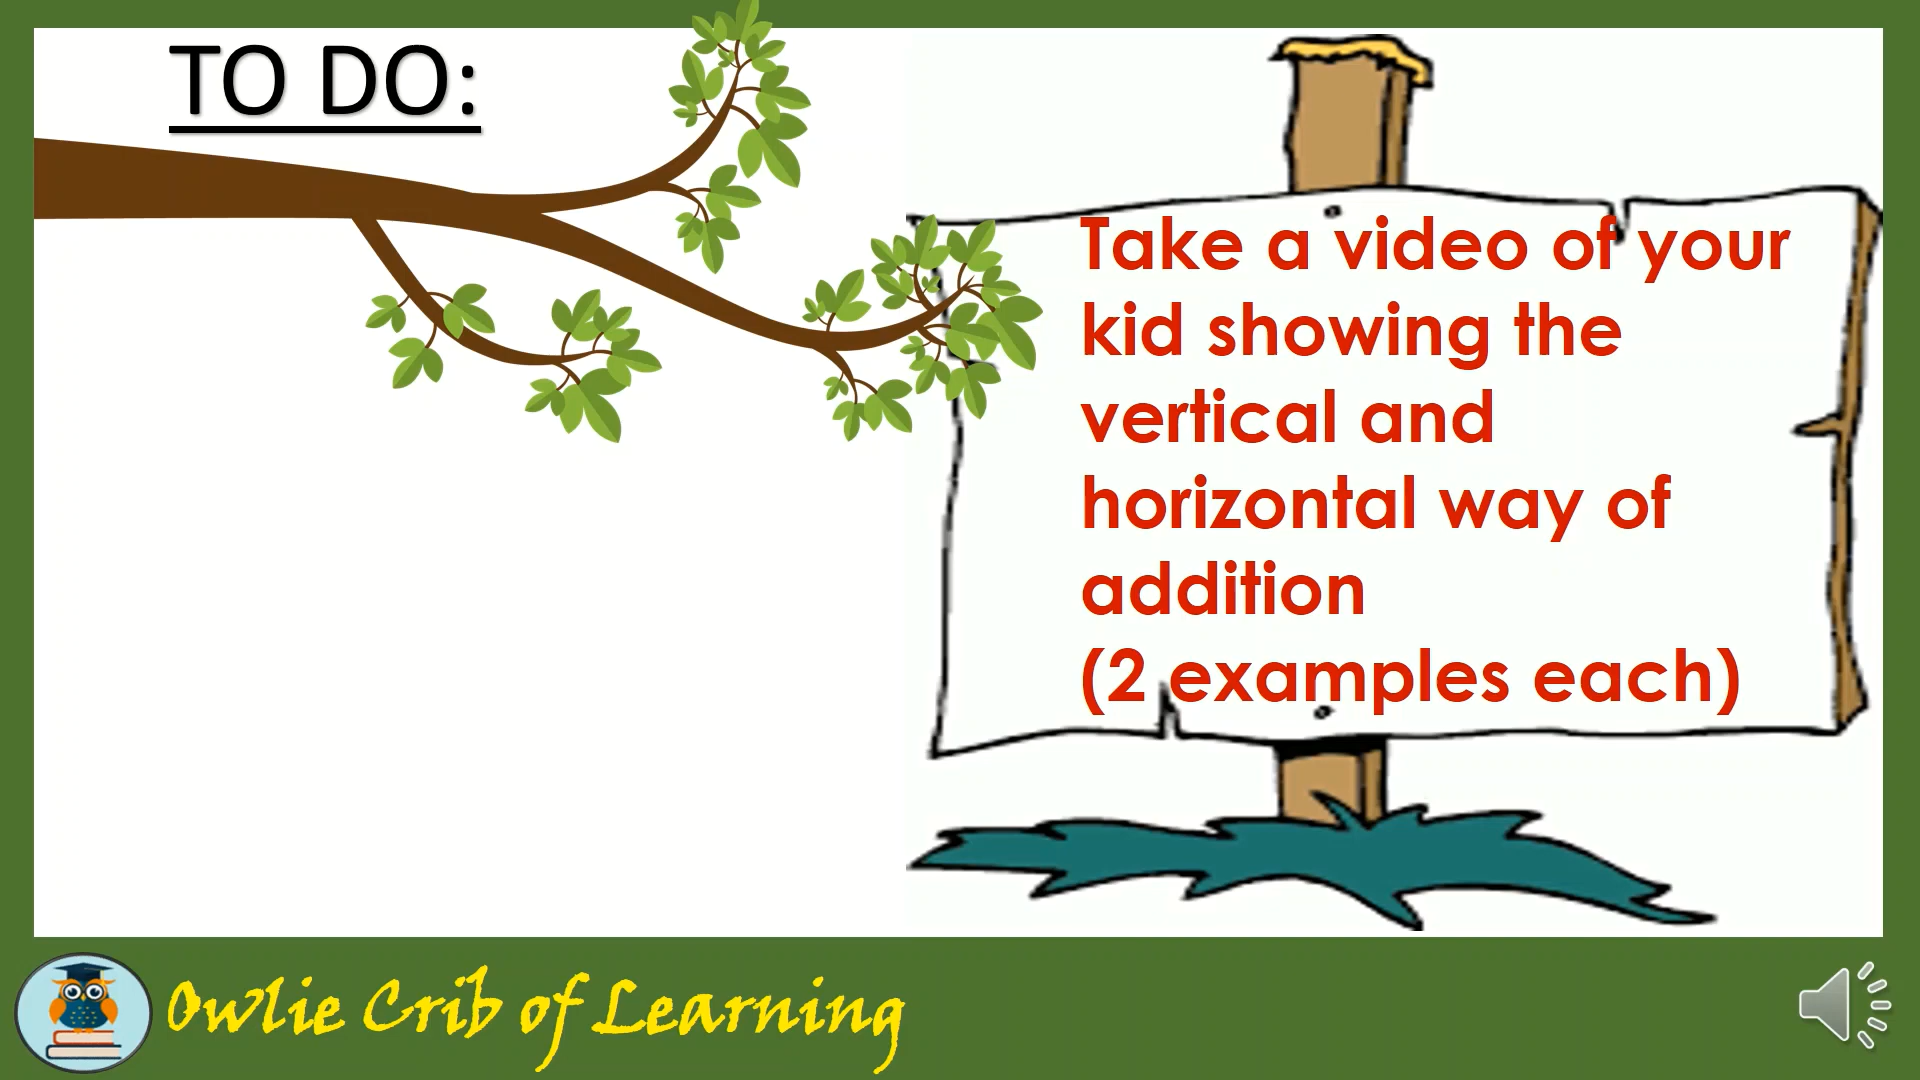 TO DO:
Take a video of your
kid showing the
vertical and
horizontal way of
addition
(2 examples each)
Owlie Crib of Learning